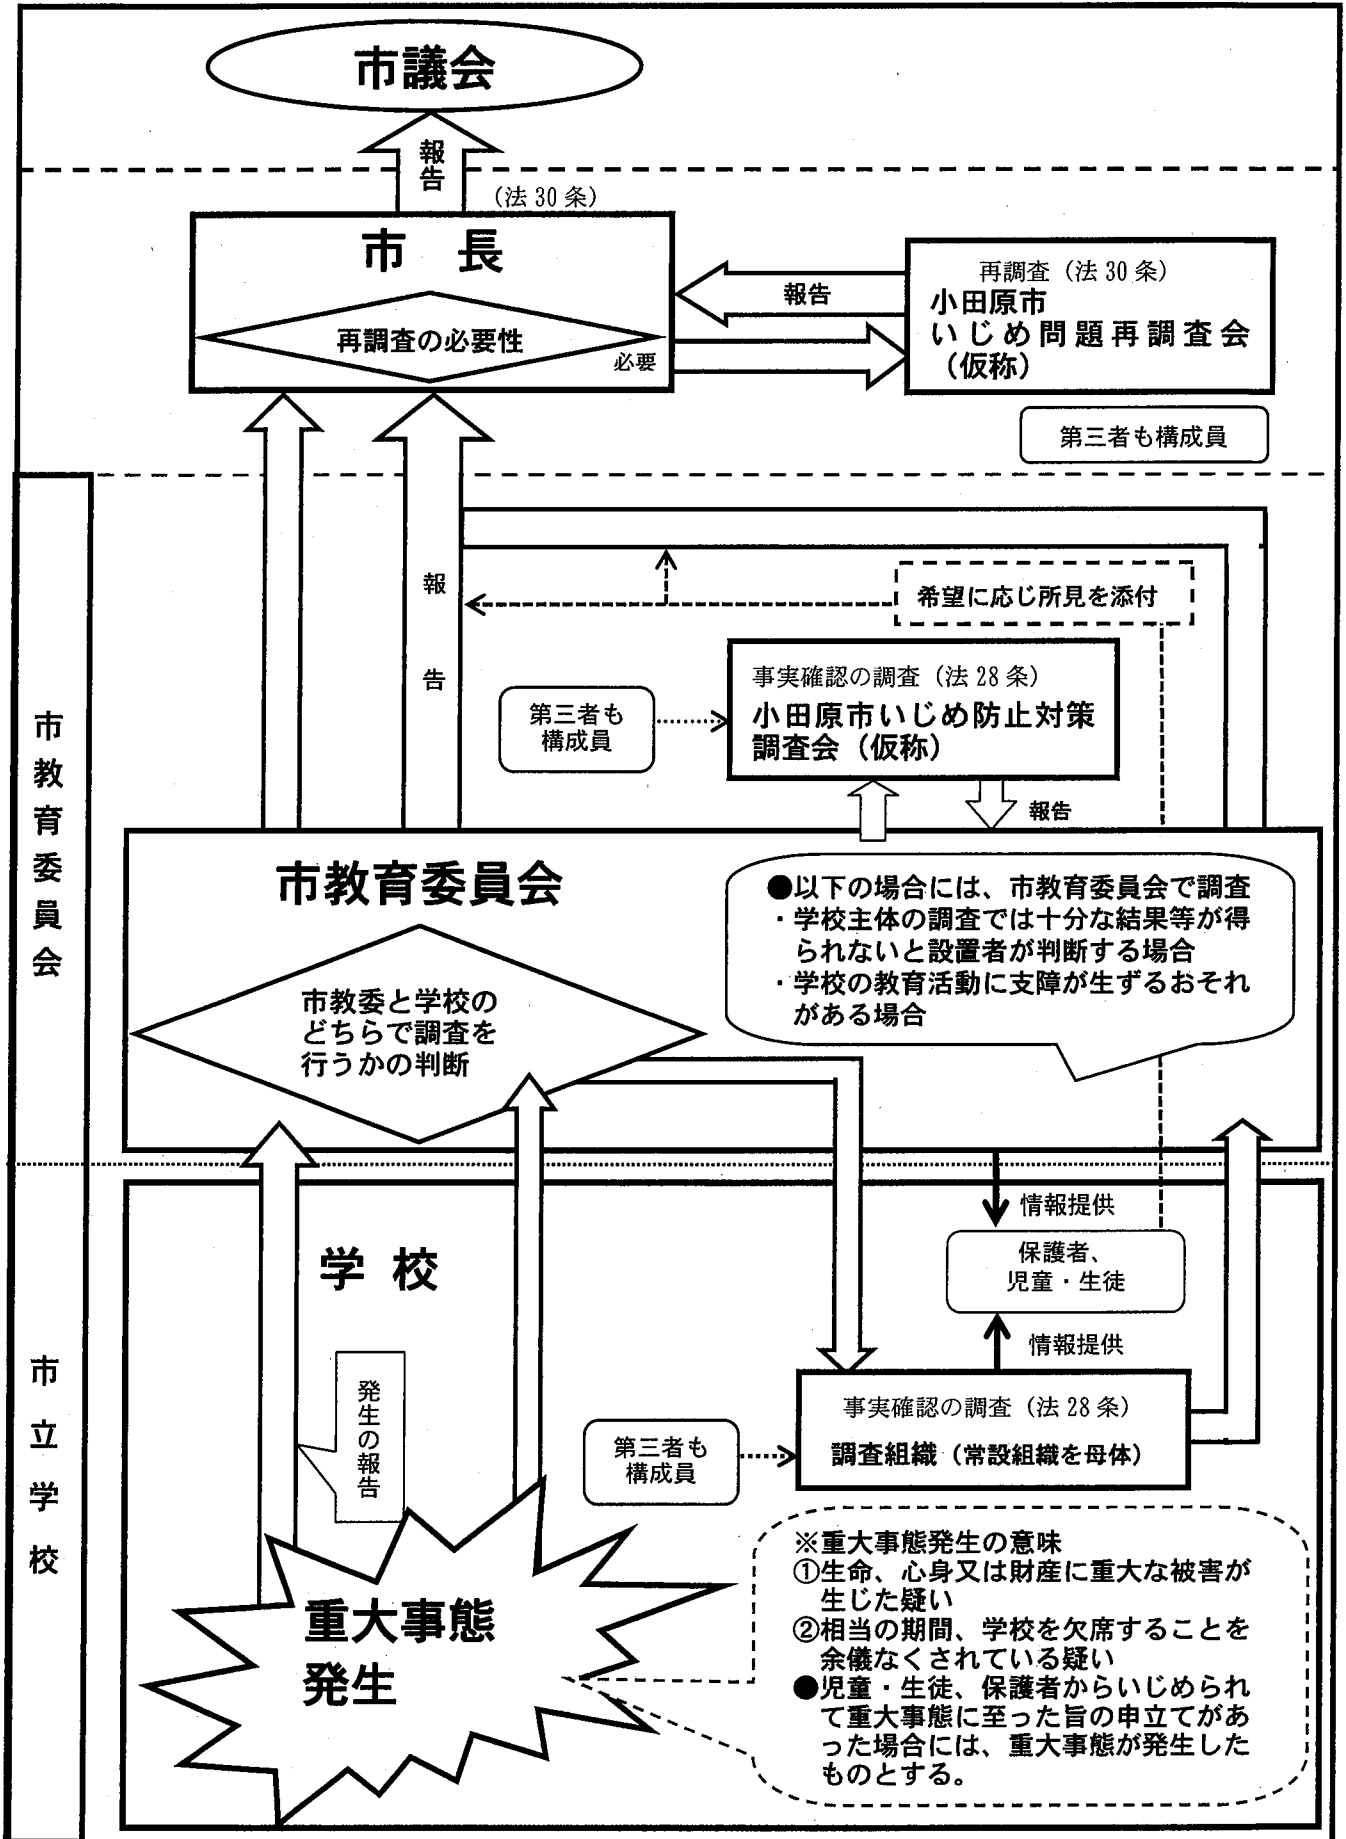 市議会
報告
（法30条）
市　長
再調査の必要性
必要
報告
再調査（法30条）
小田原市
いじめ問題再調査会
（仮称）
第三者も構成員
報告
希望に応じ所見を添付
事実確認の調査（法28条）
小田原市いじめ防止対策
調査会（仮称）
第三者も
構成員
報告
市教育委員会
市教育委員会
市教委と学校の
どちらで調査を
行うかの判断
●以下の場合には、市教育委員会で調査
・学校主体の調査では十分な結果等が得
られないと設置者が判断する場合
・学校の教育活動に支障が生ずるおそれ
がある場合
情報提供
保護者、
児童・生徒
情報提供
市立学校
学　校
発生の報告
事実確認の調査（法28条）
調査組織（常設組織を母体）
第三者も
構成員
重大事態
発生
※重大事態発生の意味
①生命、心身又は財産に重大な被害が
生じた疑い
②相当の期間、学校を欠席することを
余儀なくされている疑い
●児童・生徒、保護者からいじめられ
て重大事態に至った旨の申立てがあ
った場合には、重大事態が発生した
ものとする。